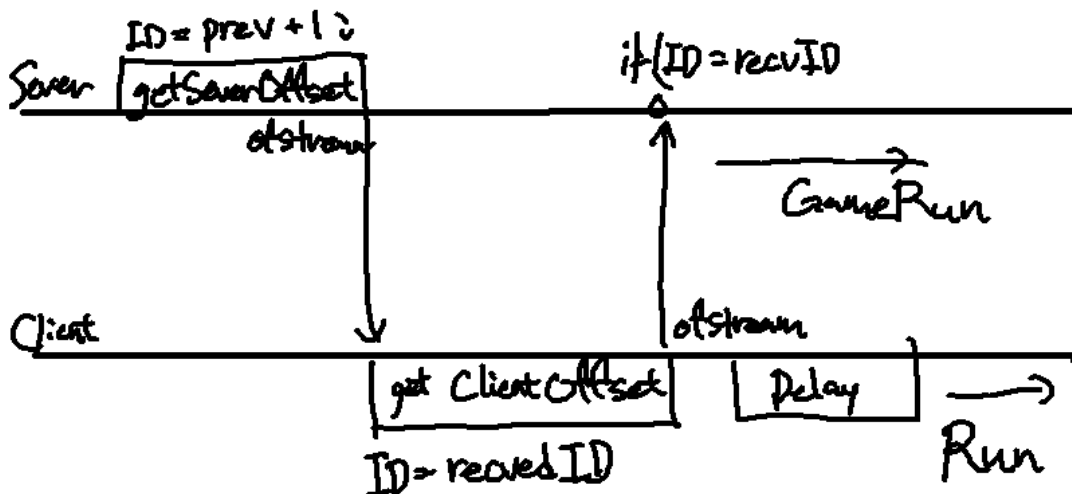 ID = prev + 1;
Sever
getSeverOffset
ofstream
if(ID = recvID
GameRun
Client
ofstream
get ClientOffset
Delay
Run
ID = recvedID